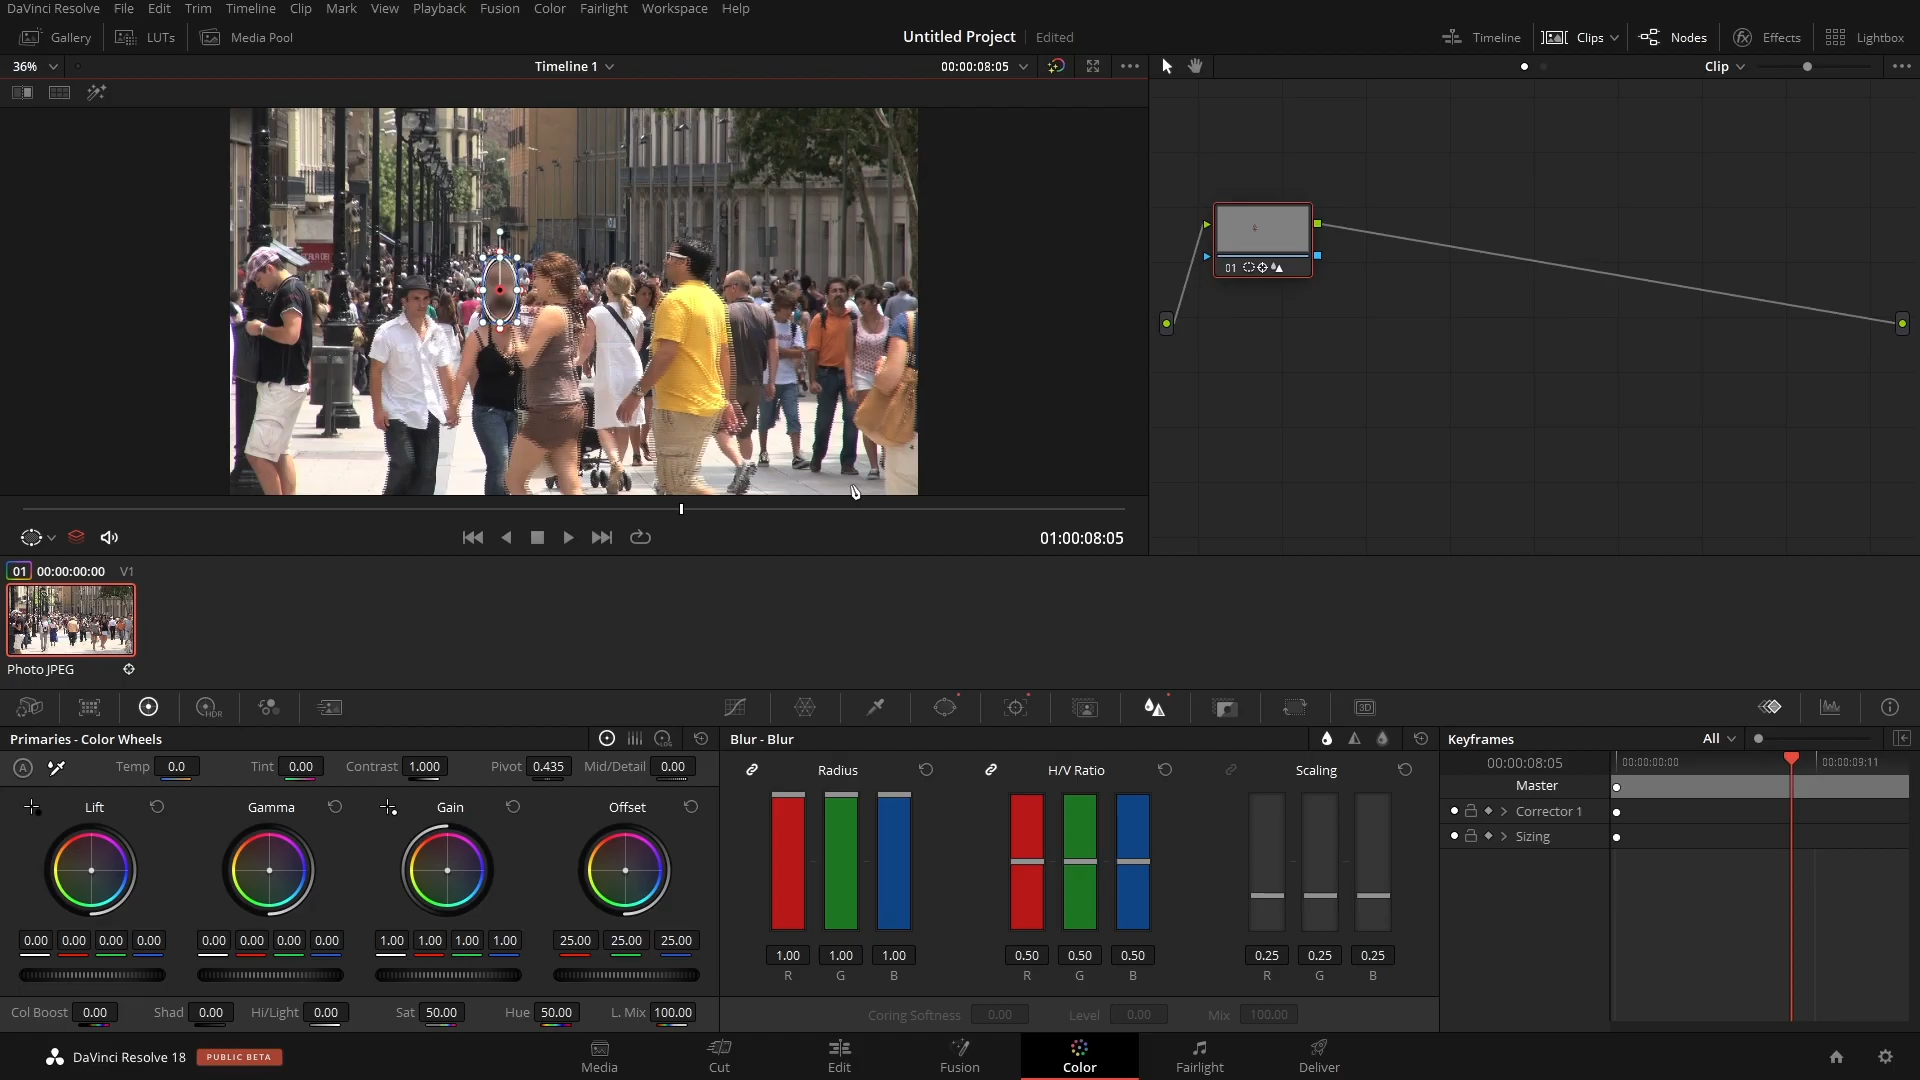 DaVinci Resolve File Edit Trim Timeline Clip Mark View Playback Fusion Color Fairlight Workspace Help
Gallery LUTs Media Pool Untitled Project Edited Timeline Clips Nodes Effects Lightbox
36% Timeline 1 00:00:08:05 Clip
01
01:00:08:05
01 00:00:00:00 V1
Photo JPEG
HDR 3D
Primaries - Color Wheels Blur - Blur Keyframes All
A Temp 0.0 Tint 0.00 Contrast 1.000 Pivot 0.435 Mid/Detail 0.00 Radius H/V Ratio Scaling 00:00:08:05 00:00:00:00 00:00:09:11
Master
Lift Gamma Gain Offset Corrector 1
Sizing
0.00 0.00 0.00 0.00 0.00 0.00 0.00 0.00 1.00 1.00 1.00 1.00 25.00 25.00 25.00
1.00 1.00 1.00 0.50 0.50 0.50 0.25 0.25 0.25
R G B R G B R G B
Col Boost 0.00 Shad 0.00 Hi/Light 0.00 Sat 50.00 Hue 50.00 L. Mix 100.00 Coring Softness 0.00 Level 0.00 Mix 100.00
DaVinci Resolve 18 PUBLIC BETA Media Cut Edit Fusion Color Fairlight Deliver